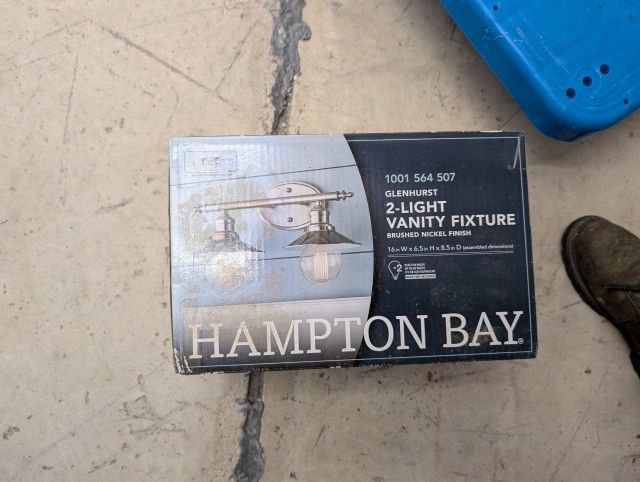 1001 564 507
GLENHURST
2-LIGHT
VANITY FIXTURE
BRUSHED NICKEL FINISH
16 in W x 6.5 in H x 8.5 in D (assembled dimensions)
2
HAMPTON BAY®